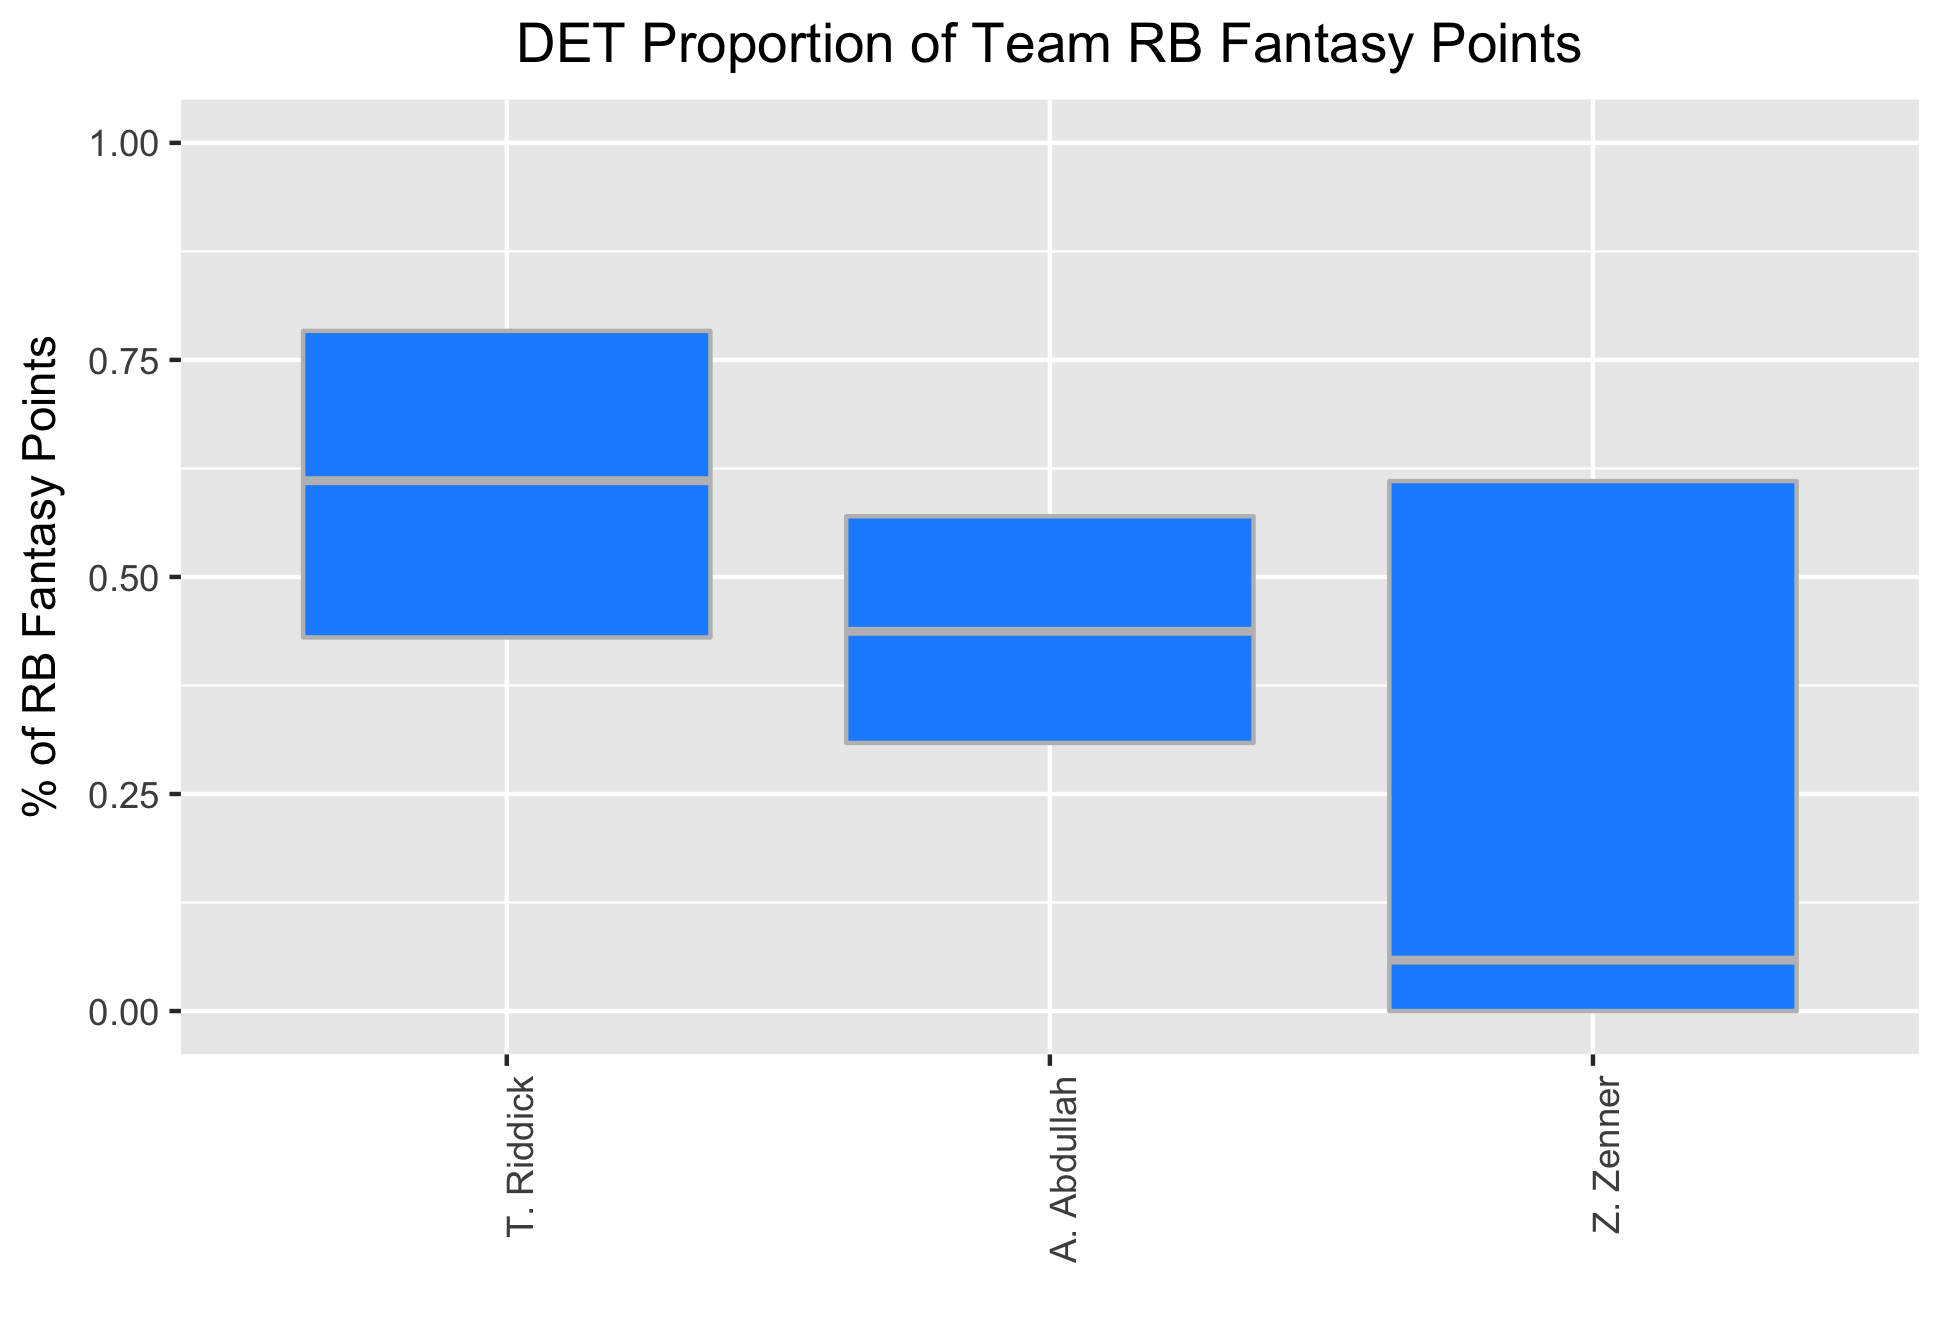 DET Proportion of Team RB Fantasy Points
% of RB Fantasy Points
1.00
0.75
0.50
0.25
0.00
T. Riddick
A. Abdullah
Z. Zenner